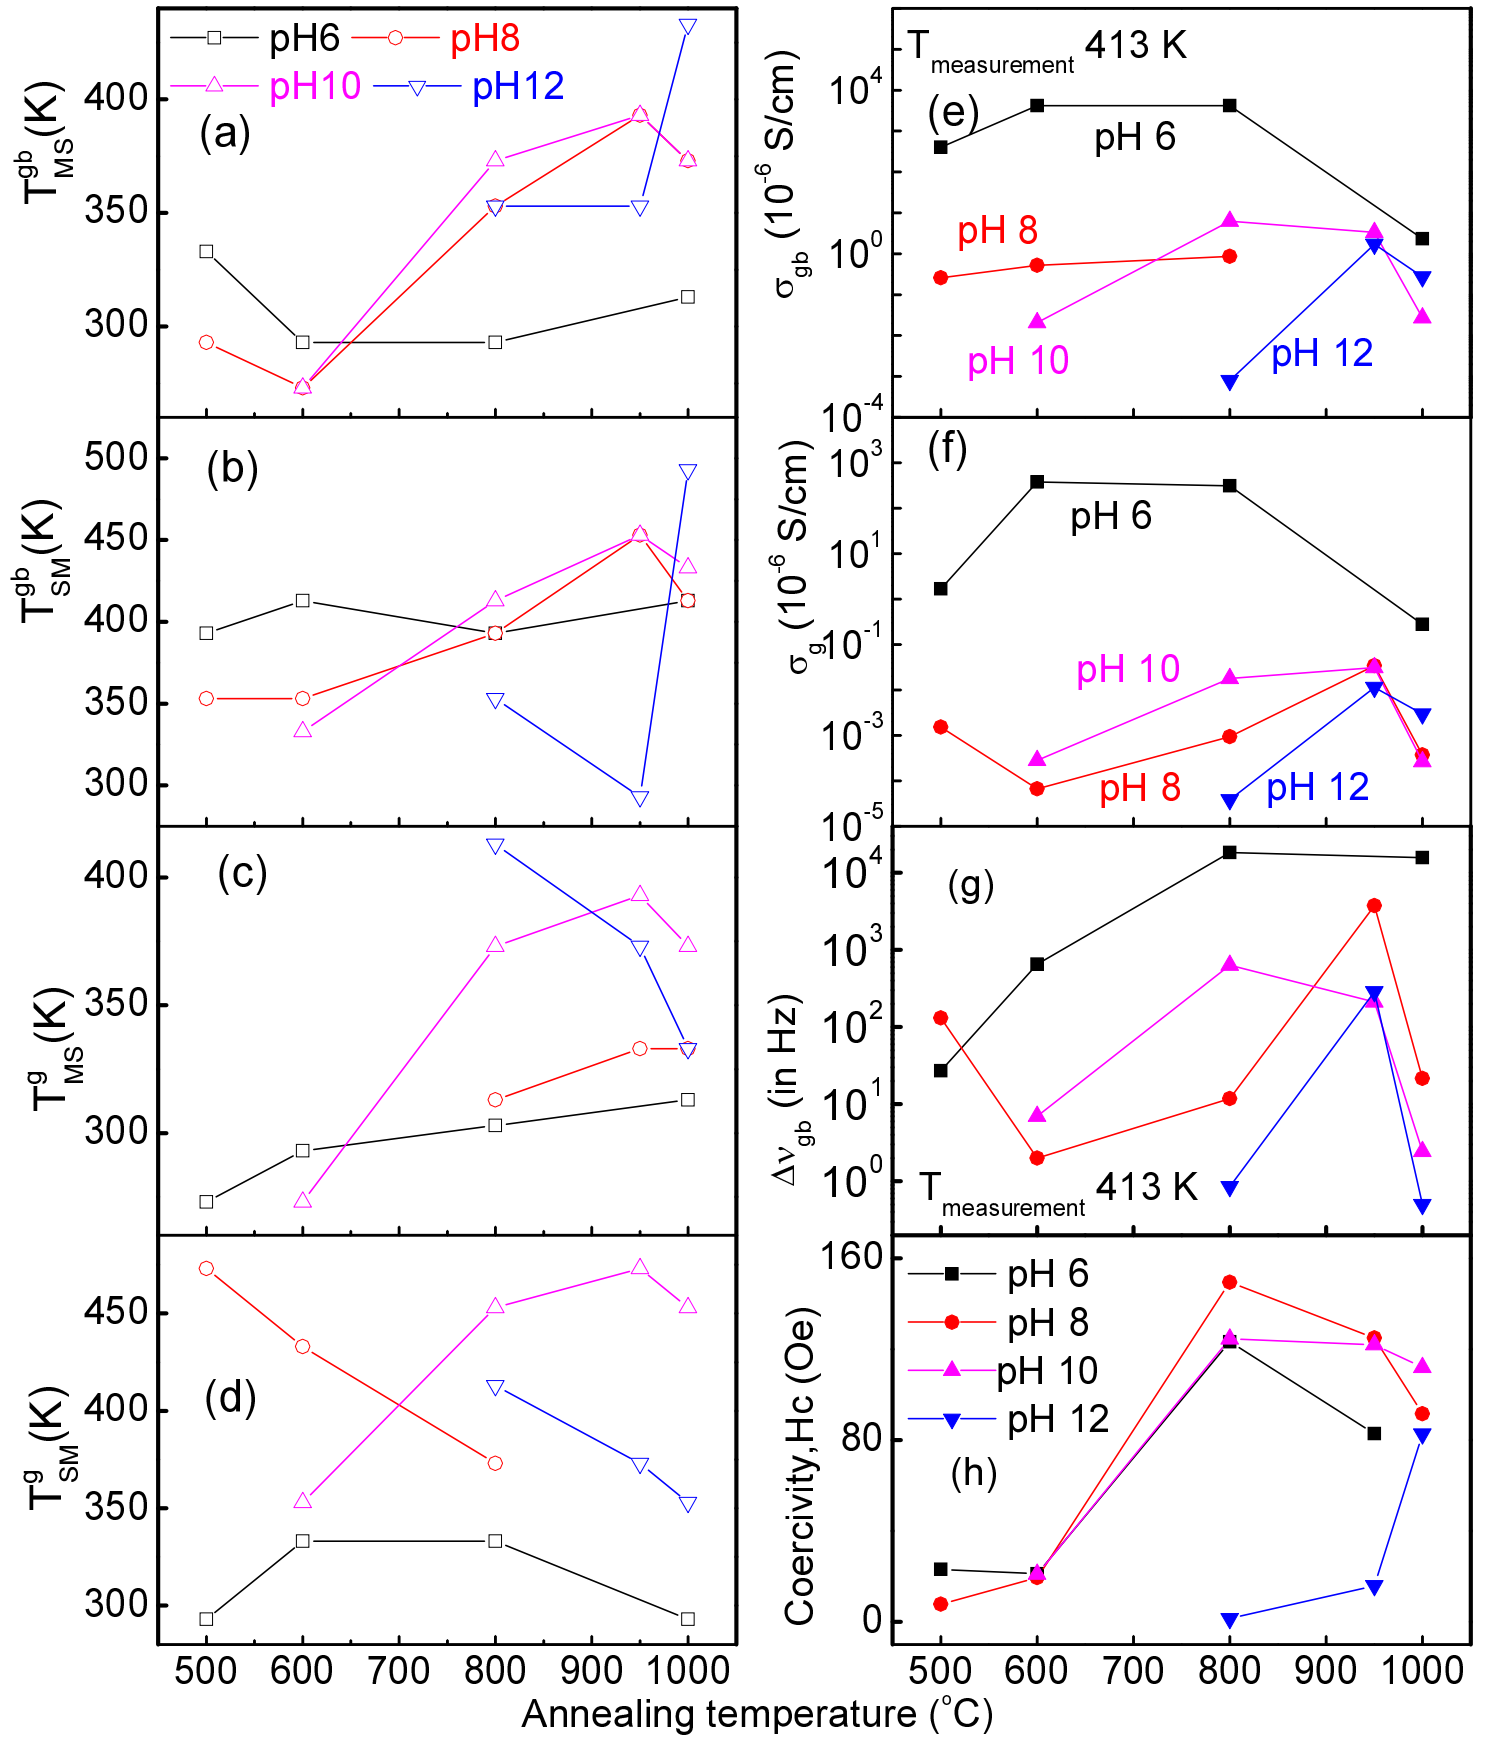 pH6 pH8
pH10 pH12
(a)
T^gb_MS(K)
400
350
300
(b)
T^gb_SM(K)
500
450
400
350
300
(c)
T^g_MS(K)
400
350
300
(d)
T^g_SM(K)
450
400
350
300
500 600 700 800 900 1000
T_measurement 413 K
(e)
pH 6
pH 8
pH 10
pH 12
σ_gb (10^-6 S/cm)
10^4
10^0
10^-4
(f)
pH 6
pH 10
pH 8
pH 12
σ_g (10^-6 S/cm)
10^3
10^1
10^-1
10^-3
10^-5
(g)
T_measurement 413 K
Δν_gb (in Hz)
10^4
10^3
10^2
10^1
10^0
pH 6
pH 8
pH 10
pH 12
(h)
Coercivity,Hc (Oe)
160
80
0
500 600 700 800 900 1000
Annealing temperature (°C)